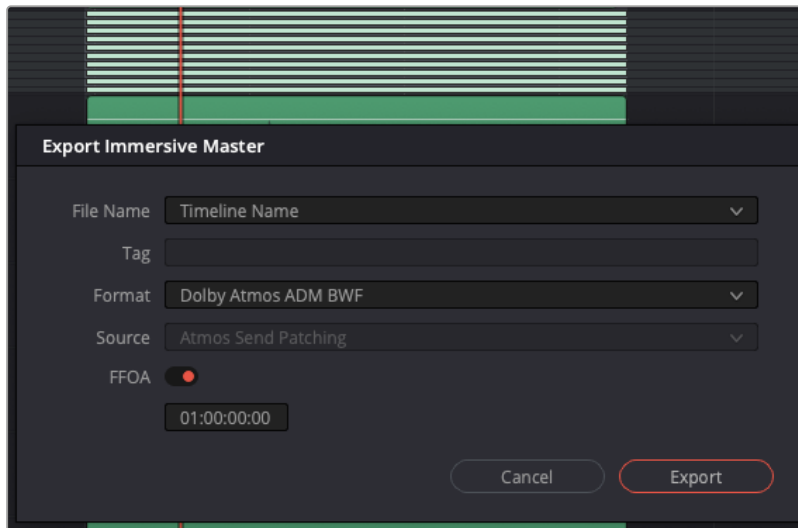 Export Immersive Master
File Name Timeline Name
Tag
Format Dolby Atmos ADM BWF
Source Atmos Send Patching
FFOA
01:00:00:00
Cancel Export